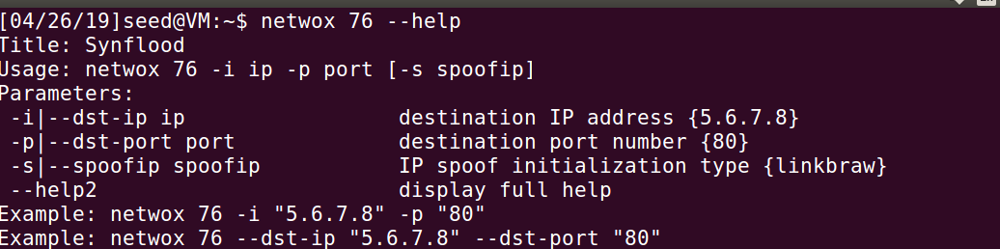 [04/26/19]seed@VM:~$ netwox 76 --help
Title: Synflood
Usage: netwox 76 -i ip -p port [-s spoofip]
Parameters:
 -i|--dst-ip ip                 destination IP address {5.6.7.8}
 -p|--dst-port port             destination port number {80}
 -s|--spoofip spoofip           IP spoof initialization type {linkbraw}
 --help2                        display full help
Example: netwox 76 -i "5.6.7.8" -p "80"
Example: netwox 76 --dst-ip "5.6.7.8" --dst-port "80"